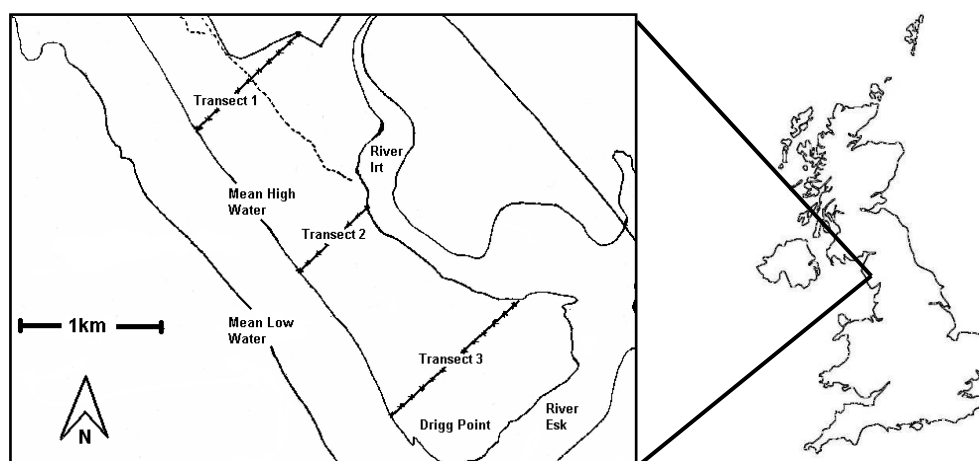 Transect 1
River
Irt
Mean High
Water
Transect 2
1km
Mean Low
Water
Transect 3
Drigg Point
River
Esk
N